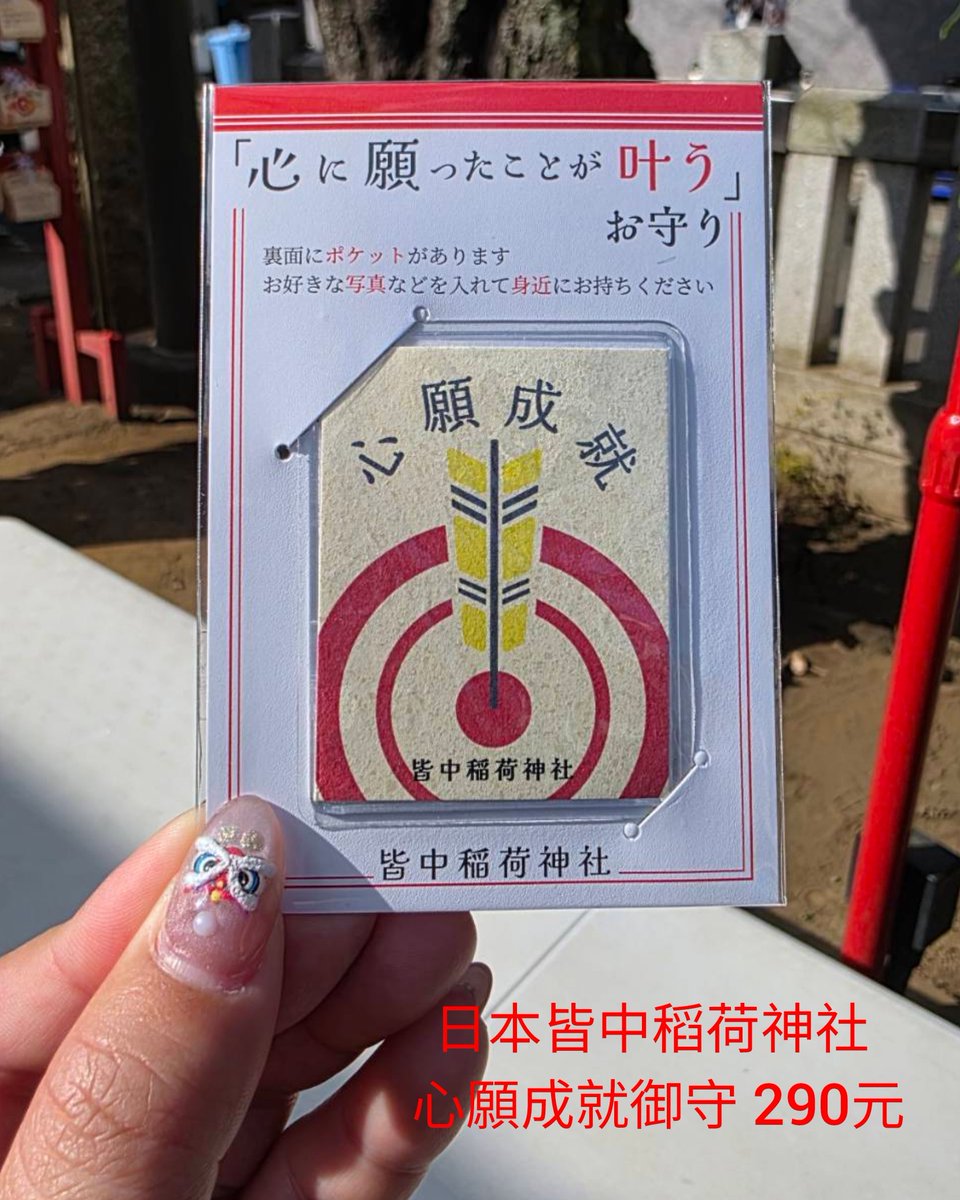 「心に願ったことが叶う」
お守り
裏面にポケットがあります
お好きな写真などを入れて身近にお持ちください
心願成就
皆中稲荷神社
皆中稲荷神社
日本皆中稻荷神社
心願成就御守 290元